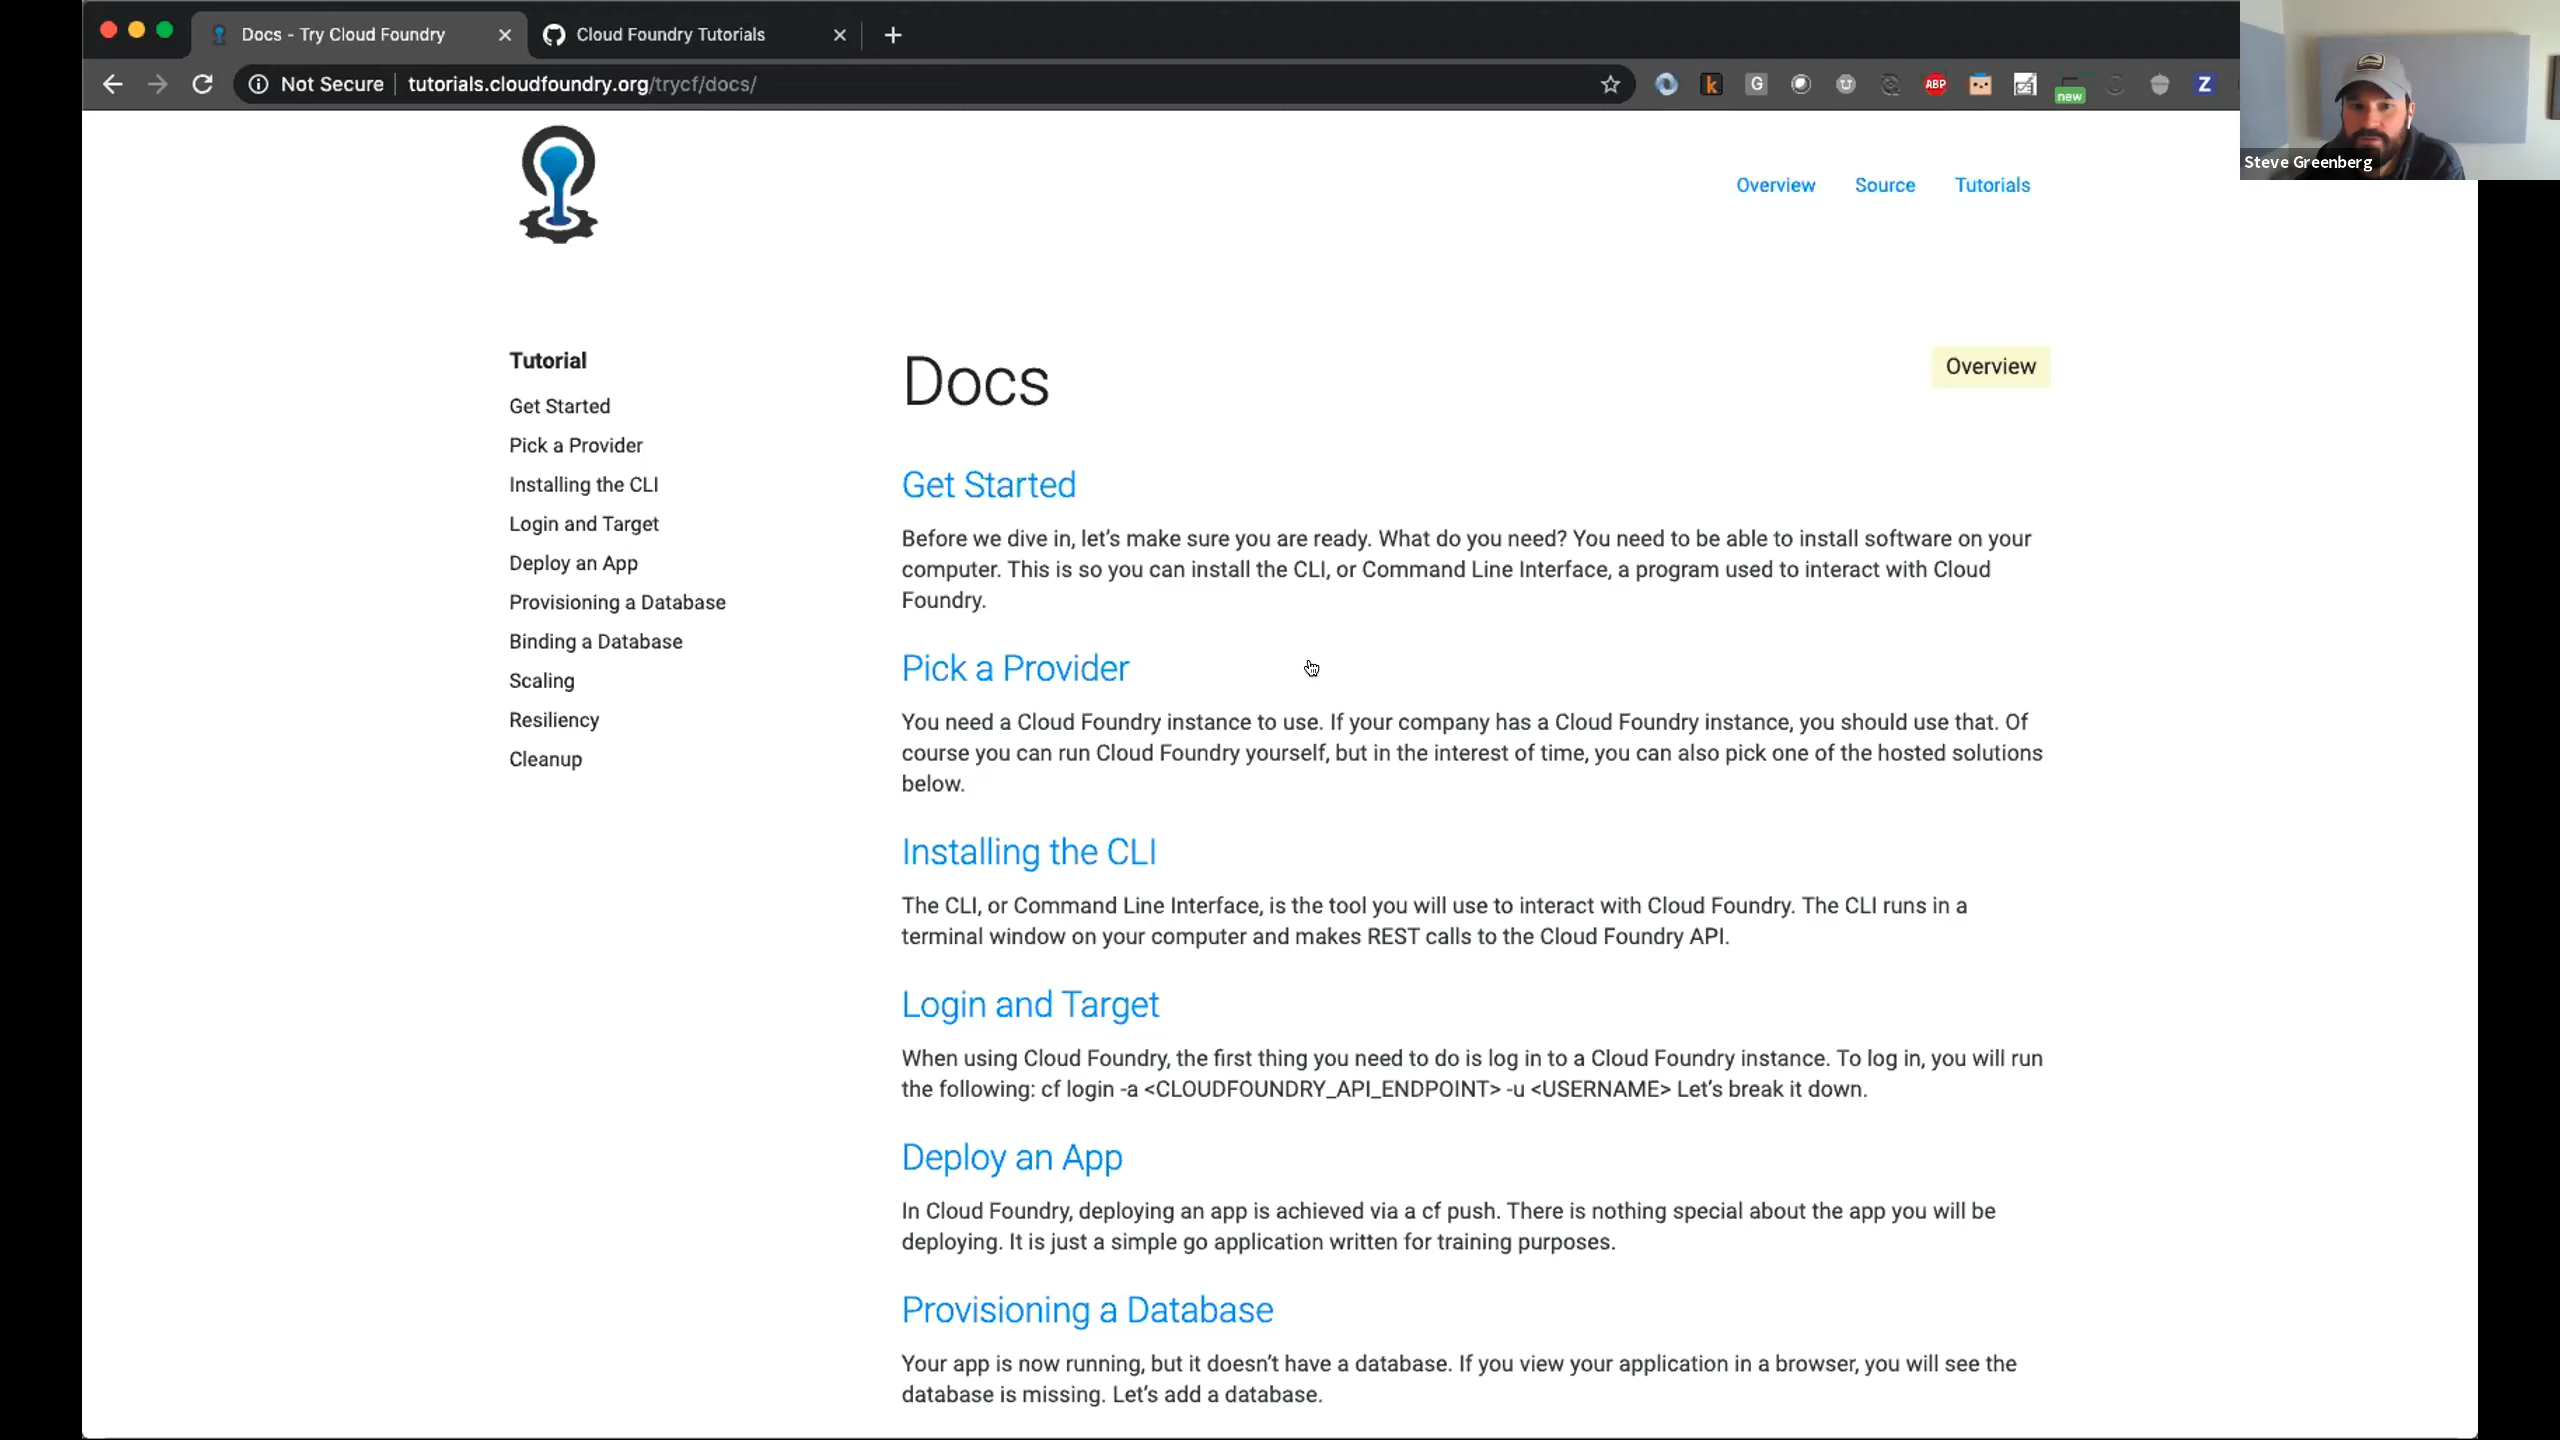 Docs - Try Cloud Foundry
Cloud Foundry Tutorials
Not Secure
tutorials.cloudfoundry.org/trycf/docs/
k
G
ABP
new
Z
Steve Greenberg
Overview
Source
Tutorials
Tutorial
Get Started
Pick a Provider
Installing the CLI
Login and Target
Deploy an App
Provisioning a Database
Binding a Database
Scaling
Resiliency
Cleanup
Docs
Overview
Get Started
Before we dive in, let’s make sure you are ready. What do you need? You need to be able to install software on your
computer. This is so you can install the CLI, or Command Line Interface, a program used to interact with Cloud
Foundry.
Pick a Provider
You need a Cloud Foundry instance to use. If your company has a Cloud Foundry instance, you should use that. Of
course you can run Cloud Foundry yourself, but in the interest of time, you can also pick one of the hosted solutions
below.
Installing the CLI
The CLI, or Command Line Interface, is the tool you will use to interact with Cloud Foundry. The CLI runs in a
terminal window on your computer and makes REST calls to the Cloud Foundry API.
Login and Target
When using Cloud Foundry, the first thing you need to do is log in to a Cloud Foundry instance. To log in, you will run
the following: cf login -a <CLOUDFOUNDRY_API_ENDPOINT> -u <USERNAME> Let’s break it down.
Deploy an App
In Cloud Foundry, deploying an app is achieved via a cf push. There is nothing special about the app you will be
deploying. It is just a simple go application written for training purposes.
Provisioning a Database
Your app is now running, but it doesn’t have a database. If you view your application in a browser, you will see the
database is missing. Let’s add a database.